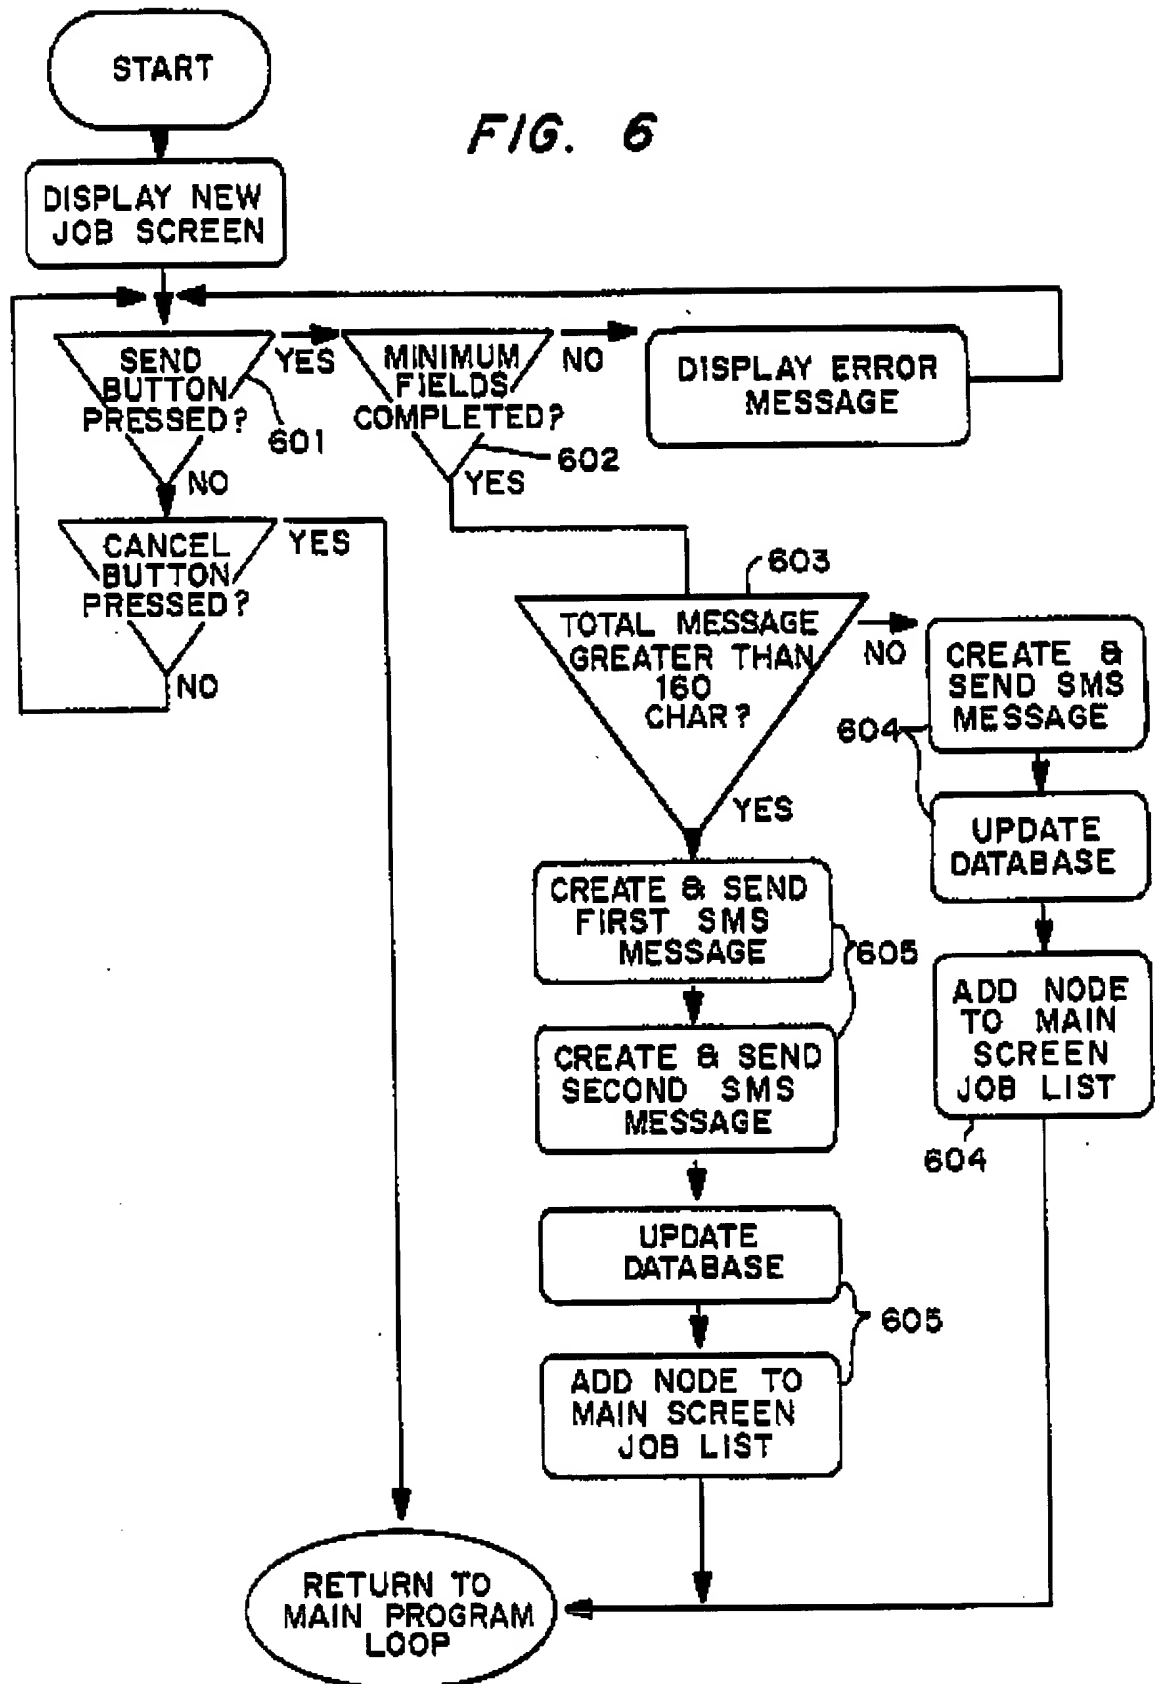 START
FIG. 6
DISPLAY NEW
JOB SCREEN
SEND
BUTTON
PRESSED?
YES
601
NO
MINIMUM
FIELDS
COMPLETED?
NO
602
YES
DISPLAY ERROR
MESSAGE
CANCEL
BUTTON
PRESSED?
YES
NO
603
TOTAL MESSAGE
GREATER THAN
160
CHAR?
NO
YES
CREATE &
SEND SMS
MESSAGE
604
UPDATE
DATABASE
ADD NODE
TO MAIN
SCREEN
JOB LIST
604
CREATE & SEND
FIRST SMS
MESSAGE
605
CREATE & SEND
SECOND SMS
MESSAGE
UPDATE
DATABASE
605
ADD NODE TO
MAIN SCREEN
JOB LIST
RETURN TO
MAIN PROGRAM
LOOP